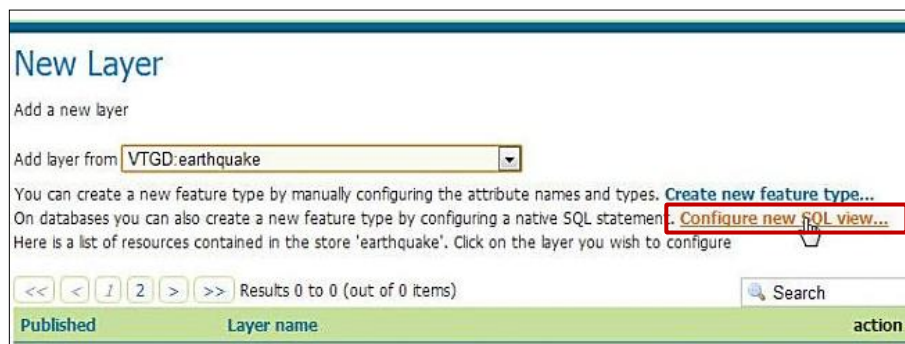 New Layer
Add a new layer
Add layer from VTGD:earthquake
You can create a new feature type by manually configuring the attribute names and types. Create new feature type...
On databases you can also create a new feature type by configuring a native SQL statement. Configure new SQL view...
Here is a list of resources contained in the store 'earthquake'. Click on the layer you wish to configure
<< < 1 2 > >> Results 0 to 0 (out of 0 items) Search
Published Layer name action